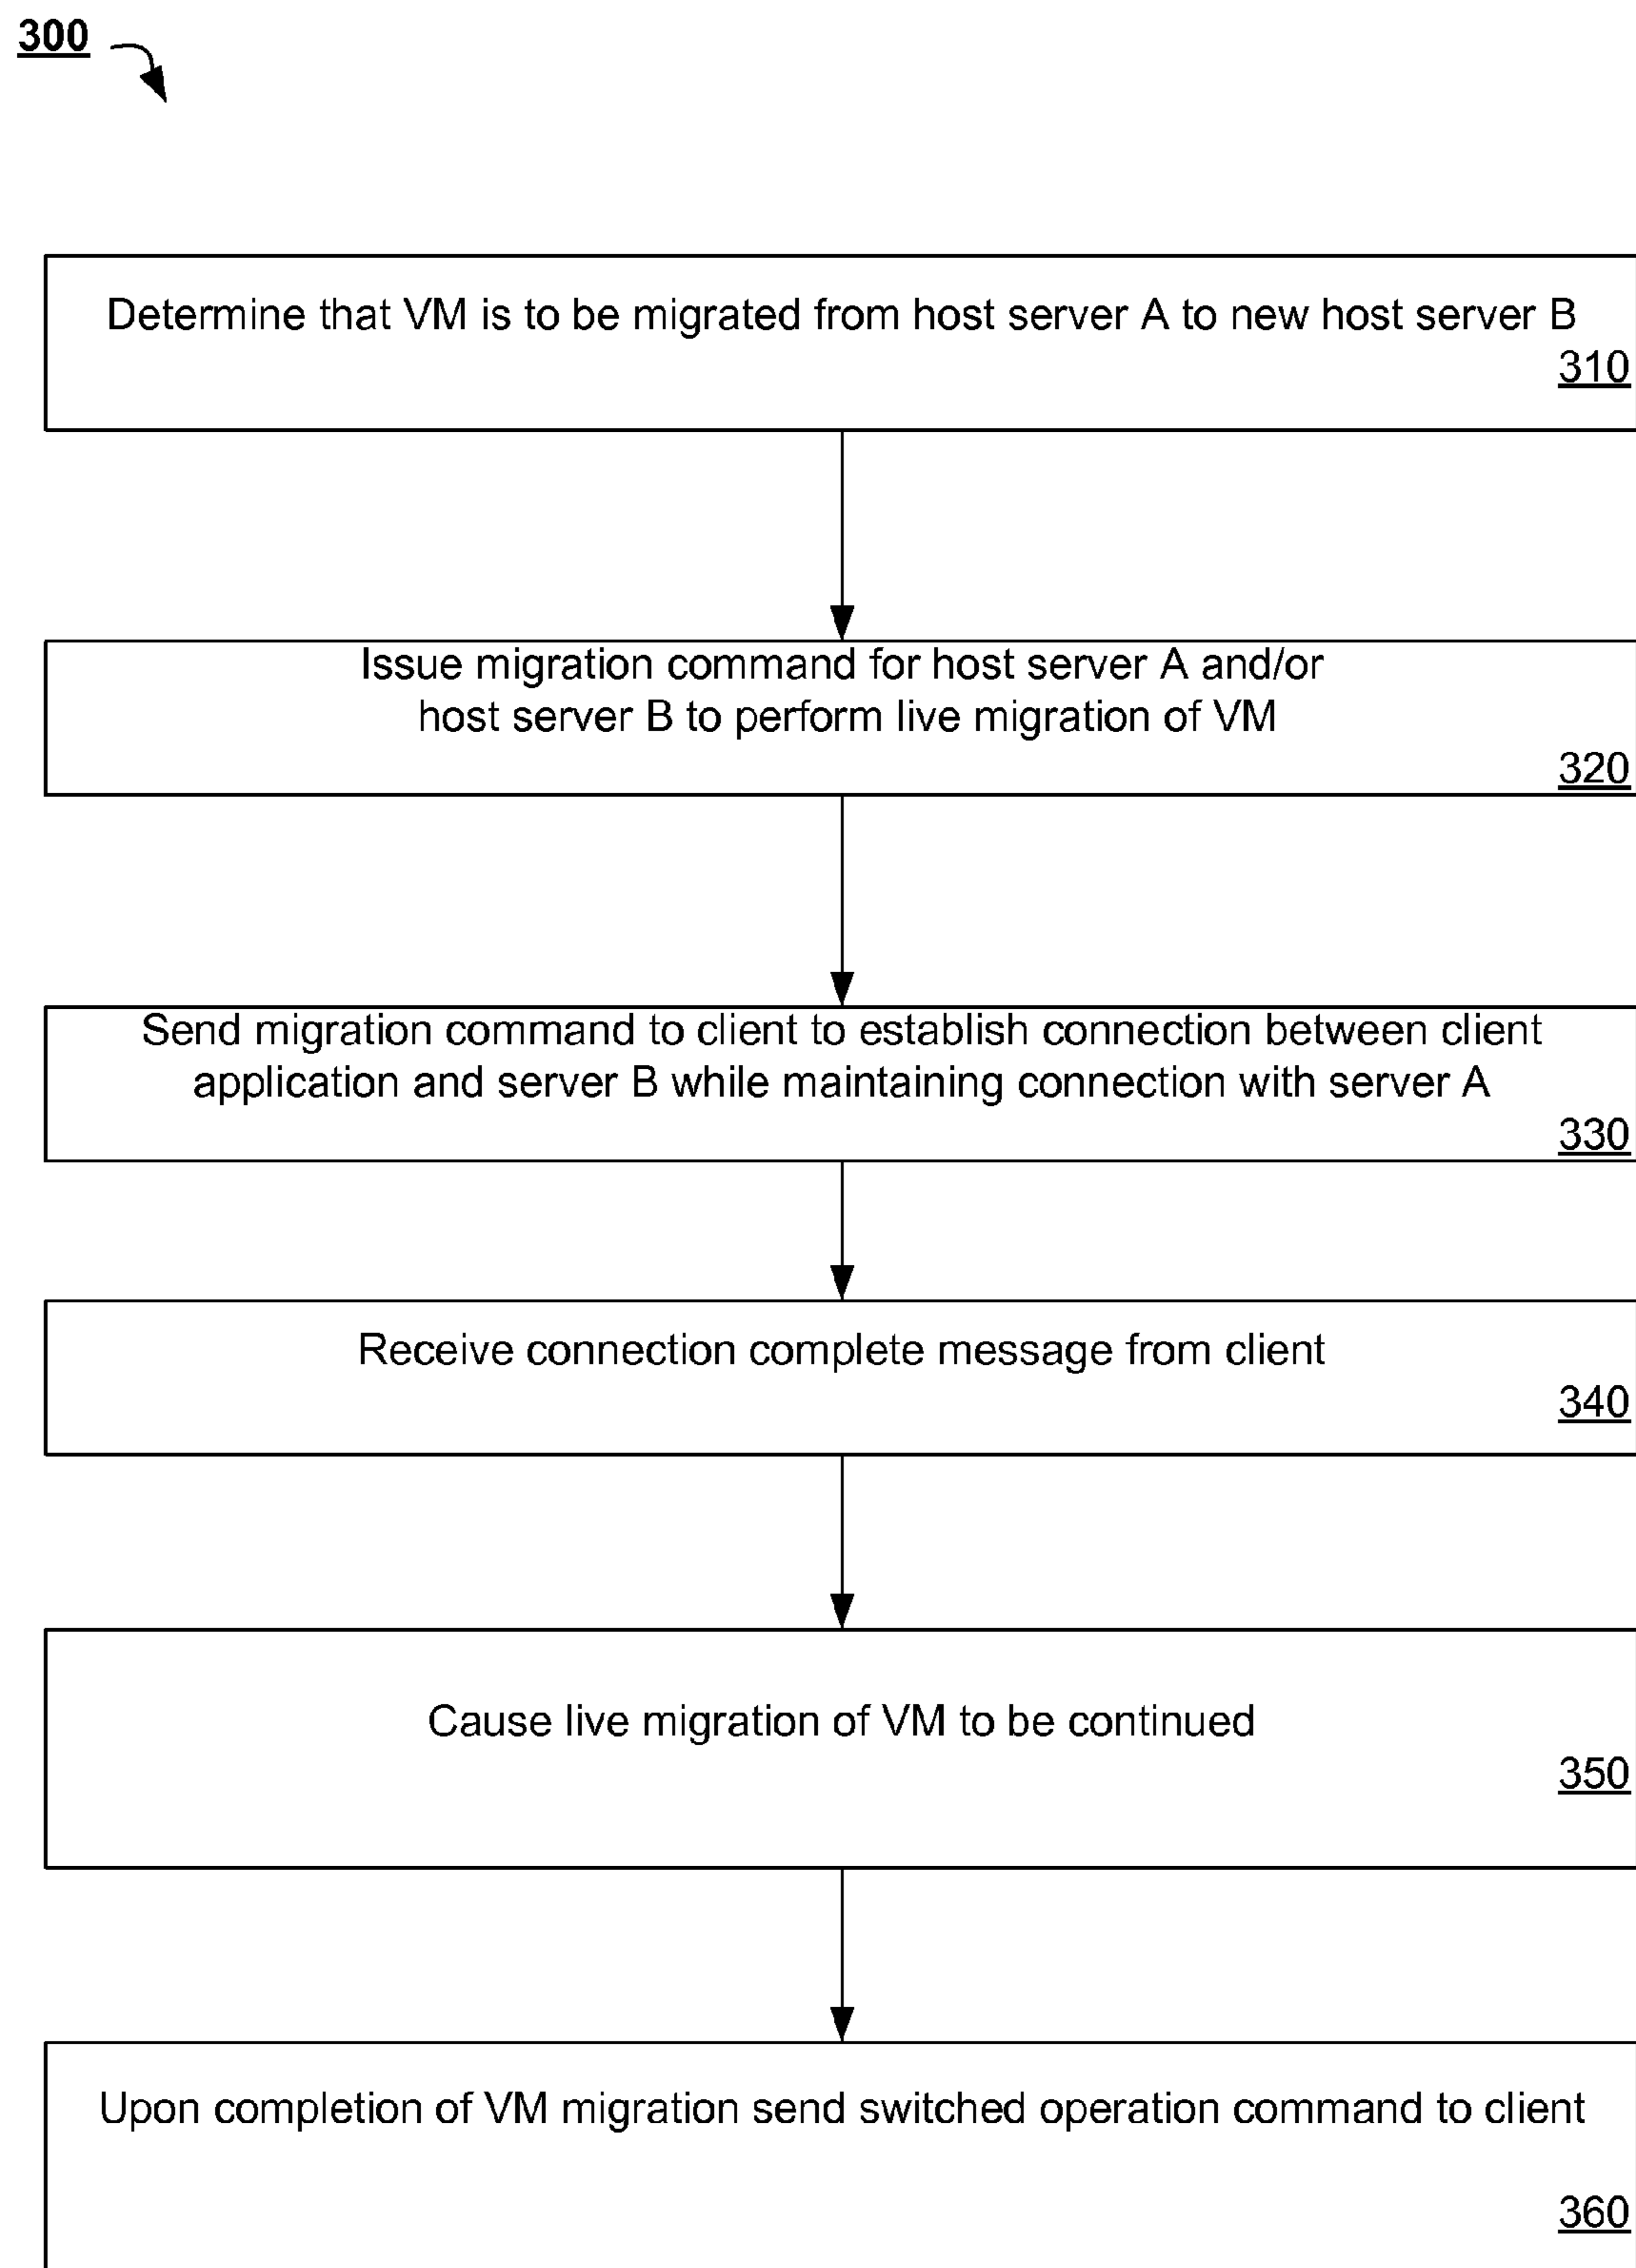 300
Determine that VM is to be migrated from host server A to new host server B
310
Issue migration command for host server A and/or
host server B to perform live migration of VM
320
Send migration command to client to establish connection between client
application and server B while maintaining connection with server A
330
Receive connection complete message from client
340
Cause live migration of VM to be continued
350
Upon completion of VM migration send switched operation command to client
360